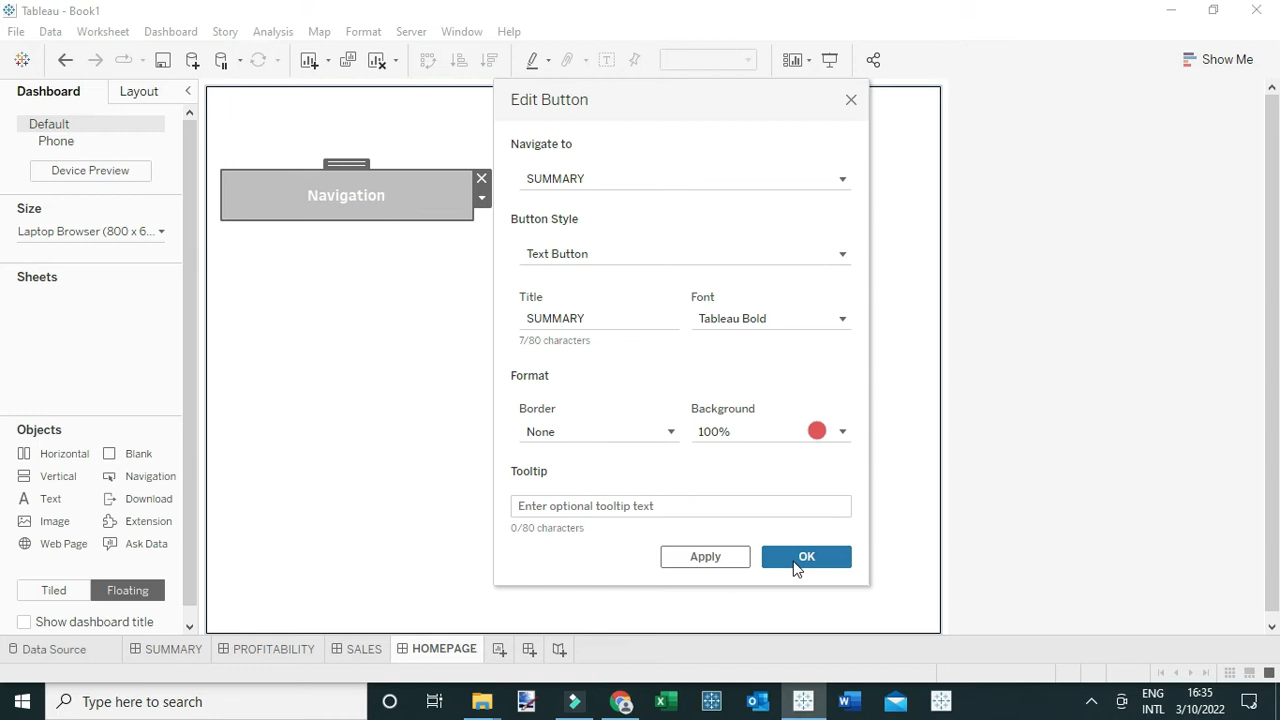 Tableau - Book1
File Data Worksheet Dashboard Story Analysis Map Format Server Window Help
Show Me
Dashboard Layout
Default
Phone
Device Preview
Size
Laptop Browser (800 x 6...
Sheets
Objects
Horizontal Blank
Vertical Navigation
Text Download
Image Extension
Web Page Ask Data
Tiled Floating
Show dashboard title
Navigation
Edit Button
Navigate to
SUMMARY
Button Style
Text Button
Title Font
SUMMARY Tableau Bold
7/80 characters
Format
Border Background
None 100%
Tooltip
Enter optional tooltip text
0/80 characters
Apply OK
Data Source SUMMARY PROFITABILITY SALES HOMEPAGE
Type here to search
ENG 16:35
INTL 3/10/2022